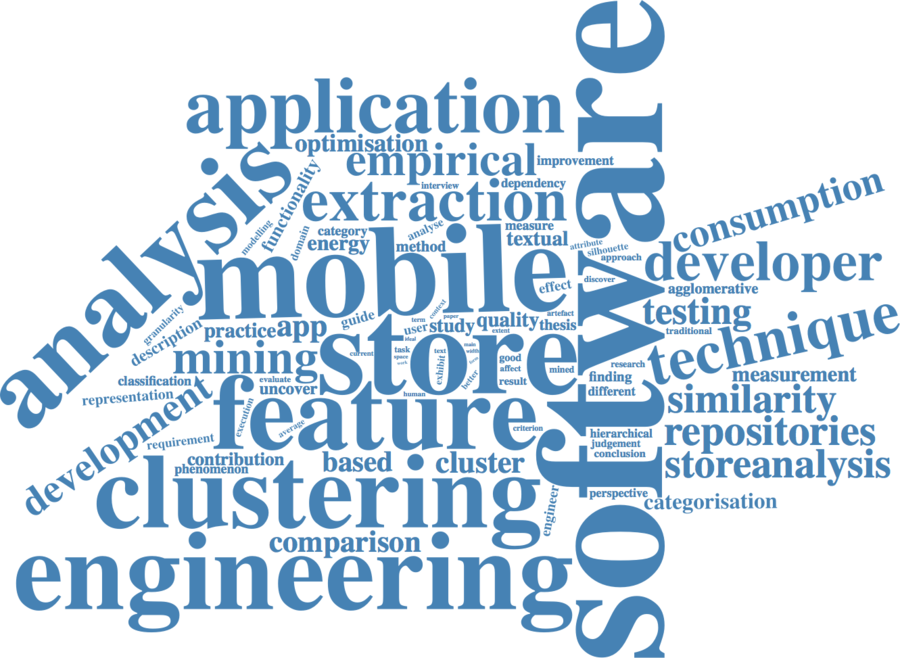 software
application
optimisation
empirical
improvement
analysis
functionality
interview
dependency
extraction
consumption
modelling
domain
category
analyse
measure
energy
method
textual
attribute
silhouette
approach
mobile
developer
effect
discover
agglomerative
granularity
description
practice
app
guide
term
user
context
paper
study
quality
artefact
thesis
extent
ideal
testing
traditional
technique
mining
store
current
task
space
text
exhibit
main
width
good
affect
result
better
mined
research
finding
different
measurement
classification
representation
evaluate
uncover
human
development
feature
execution
average
criterion
similarity
requirement
hierarchical
judgement
conclusion
repositories
contribution
phenomenon
based
cluster
storeanalysis
clustering
engineer
perspective
categorisation
comparison
engineering